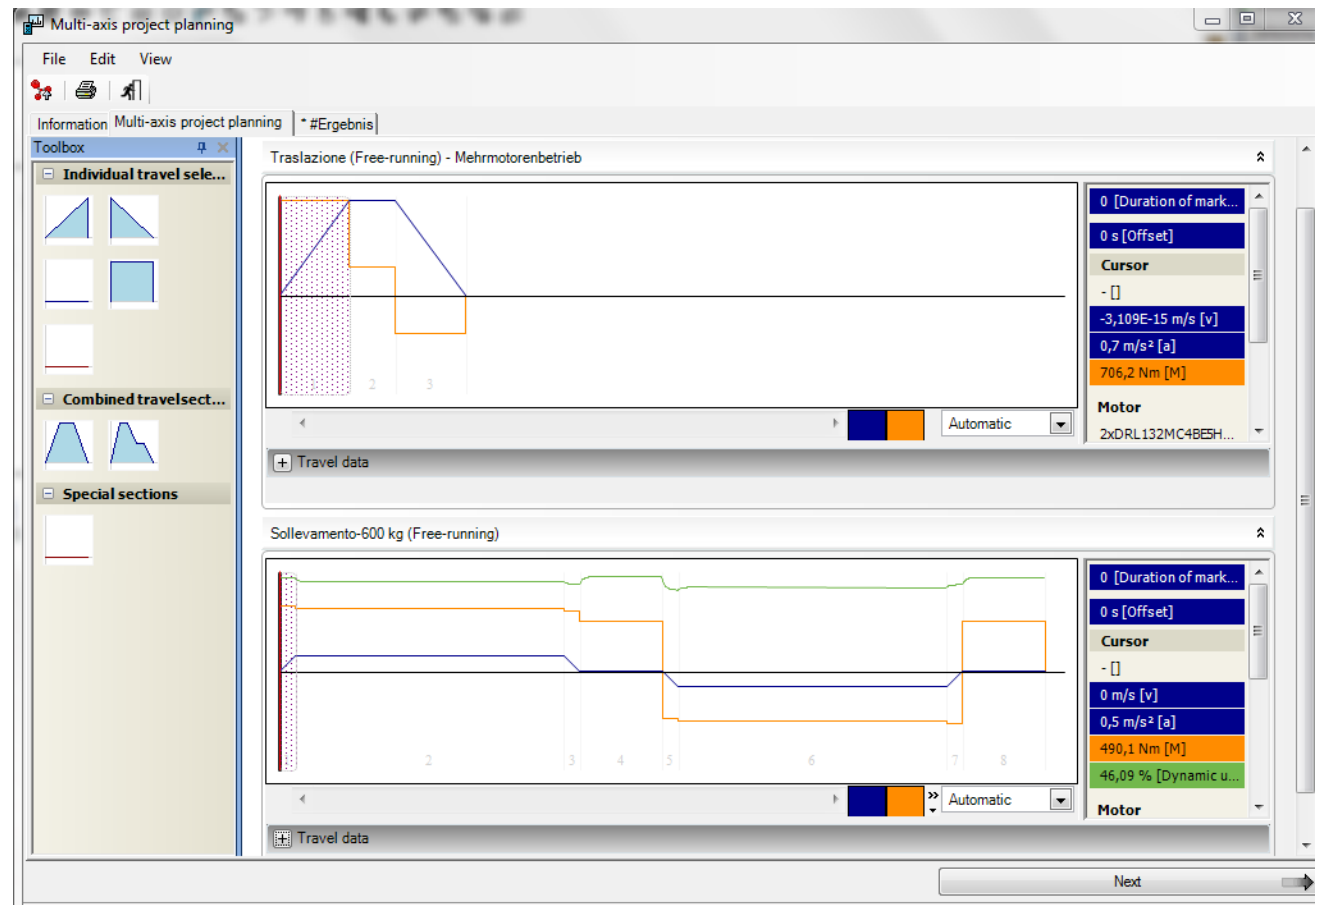 Multi-axis project planning
File Edit View
Information Multi-axis project planning * #Ergebnis
Toolbox
Individual travel sele...
Combined travelsect...
Special sections
Traslazione (Free-running) - Mehrmotorenbetrieb
2 3
0 [Duration of mark...
0 s [Offset]
Cursor
- []
-3,109E-15 m/s [v]
0,7 m/s² [a]
706,2 Nm [M]
Motor
2xDRL132MC4BE5H...
Automatic
Travel data
Sollevamento-600 kg (Free-running)
2 3 4 5 6 7 8
0 [Duration of mark...
0 s [Offset]
Cursor
- []
0 m/s [v]
0,5 m/s² [a]
490,1 Nm [M]
46,09 % [Dynamic u...
Motor
Automatic
Travel data
Next